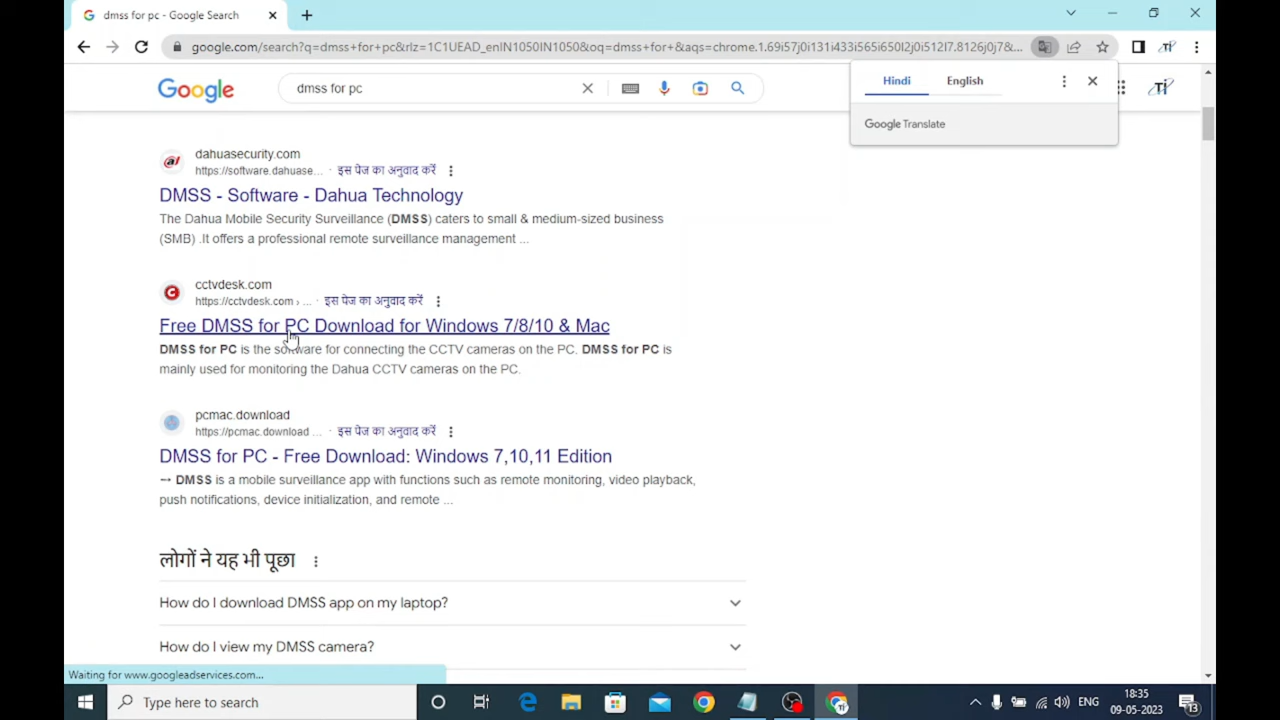 dmss for pc - Google Search
google.com/search?q=dmss+for+pc&rlz=1C1UEAD_enIN1050IN1050&oq=dmss+for+&aqs=chrome.1.69i57j0i131i433i565i650l2j0i512l7.8126j0j7&...
Google
dmss for pc
Hindi
English
Google Translate
dahuasecurity.com
https://software.dahuase... · इस पेज का अनुवाद करें
DMSS - Software - Dahua Technology
The Dahua Mobile Security Surveillance (DMSS) caters to small & medium-sized business
(SMB) .It offers a professional remote surveillance management ...
cctvdesk.com
https://cctvdesk.com › ... · इस पेज का अनुवाद करें
Free DMSS for PC Download for Windows 7/8/10 & Mac
DMSS for PC is the software for connecting the CCTV cameras on the PC. DMSS for PC is
mainly used for monitoring the Dahua CCTV cameras on the PC.
pcmac.download
https://pcmac.download ... · इस पेज का अनुवाद करें
DMSS for PC - Free Download: Windows 7,10,11 Edition
→ DMSS is a mobile surveillance app with functions such as remote monitoring, video playback,
push notifications, device initialization, and remote ...
लोगों ने यह भी पूछा
How do I download DMSS app on my laptop?
How do I view my DMSS camera?
Waiting for www.googleadservices.com...
Type here to search
ENG
18:35
09-05-2023
13